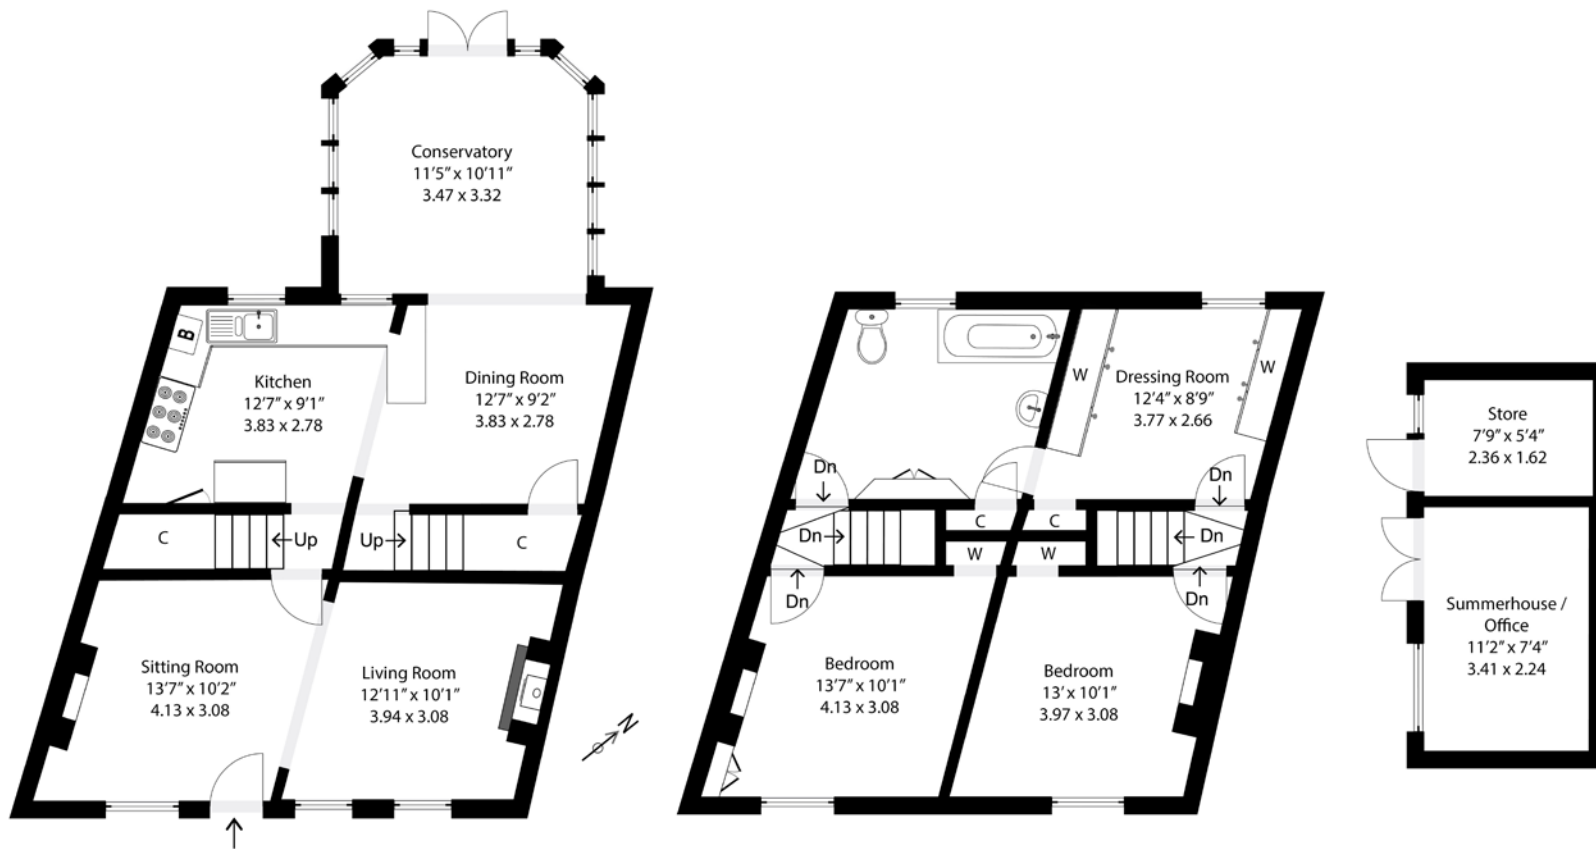 Conservatory
11'5" x 10'11"
3.47 x 3.32
B
Kitchen
12'7" x 9'1"
3.83 x 2.78
Dining Room
12'7" x 9'2"
3.83 x 2.78
C
Up
Up
C
Sitting Room
13'7" x 10'2"
4.13 x 3.08
Living Room
12'11" x 10'1"
3.94 x 3.08
N
W
Dressing Room
12'4" x 8'9"
3.77 x 2.66
W
Dn
Dn
C
C
Dn
Dn
W
W
Dn
Dn
Bedroom
13'7" x 10'1"
4.13 x 3.08
Bedroom
13' x 10'1"
3.97 x 3.08
Store
7'9" x 5'4"
2.36 x 1.62
Summerhouse /
Office
11'2" x 7'4"
3.41 x 2.24